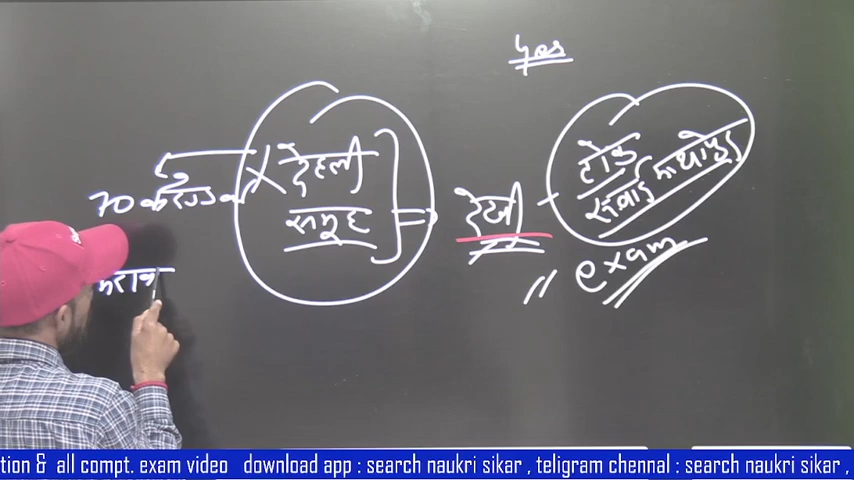 yes
70 करोड़
देहली
समूह
देखी
टोंक
सवाई माधोपुर
" exam
tion & all compt. exam video download app : search naukri sikar , teligram chennal : search naukri sikar ,